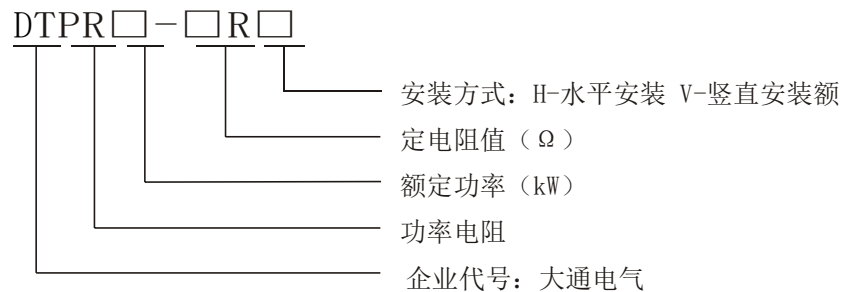 DTPR□-□R□
安装方式：H-水平安装 V-竖直安装额
定电阻值（Ω）
额定功率（kW）
功率电阻
企业代号：大通电气